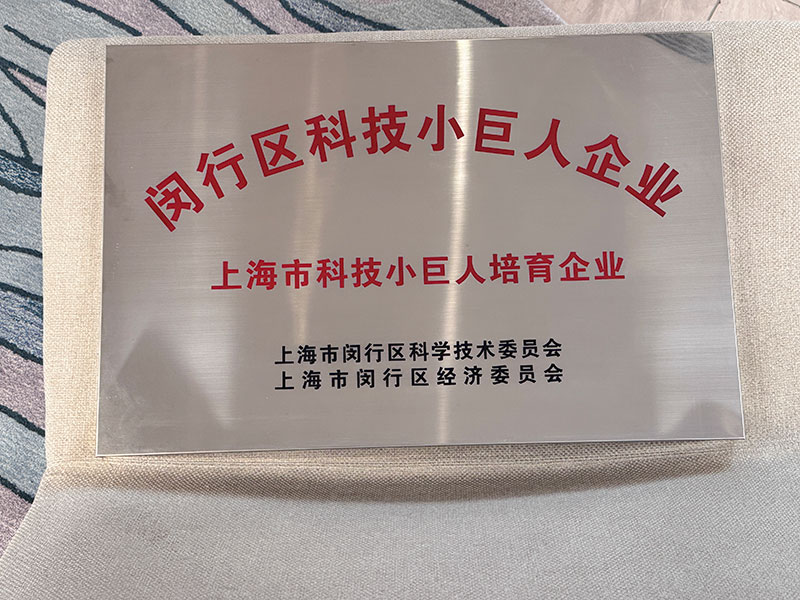 闵行区科技小巨人企业
上海市科技小巨人培育企业
上海市闵行区科学技术委员会
上海市闵行区经济委员会